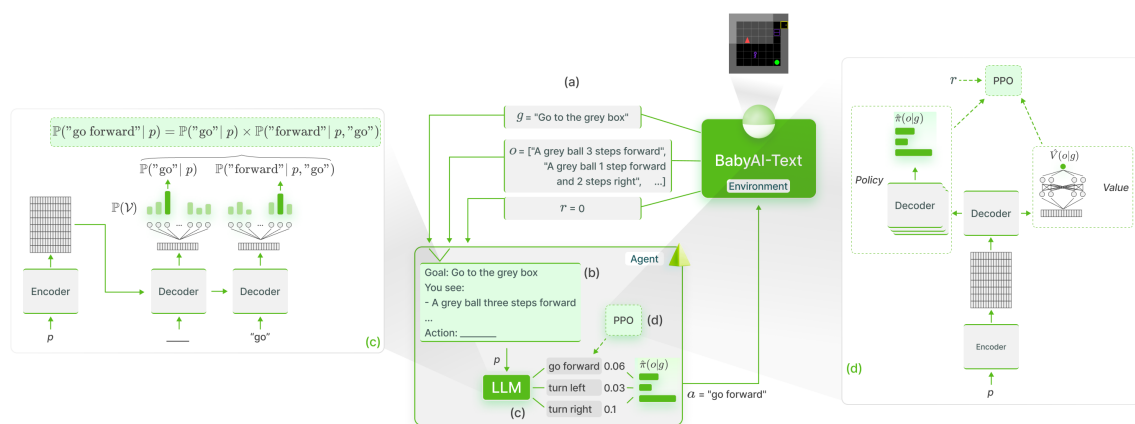 (a)
g = "Go to the grey box"
O = ["A grey ball 3 steps forward",
"A grey ball 1 step forward
and 2 steps right", ...]
r = 0
BabyAI-Text
Environment
Agent
(b)
Goal: Go to the grey box
You see:
- A grey ball three steps forward
...
Action: ______
PPO
(d)
p
LLM
(c)
go forward 0.06
turn left 0.03
turn right 0.1
π̂(o|g)
a = "go forward"
ℙ("go forward"| p) = ℙ("go"| p) × ℙ("forward"| p, "go")
ℙ("go"| p) ℙ("forward"| p, "go")
ℙ(𝒱)
... ...
Encoder Decoder Decoder
p ___ "go"
(c)
r PPO
π̂(o|g)
V̂(o|g)
Policy
Value
Decoder
Decoder
Encoder
(d)
p